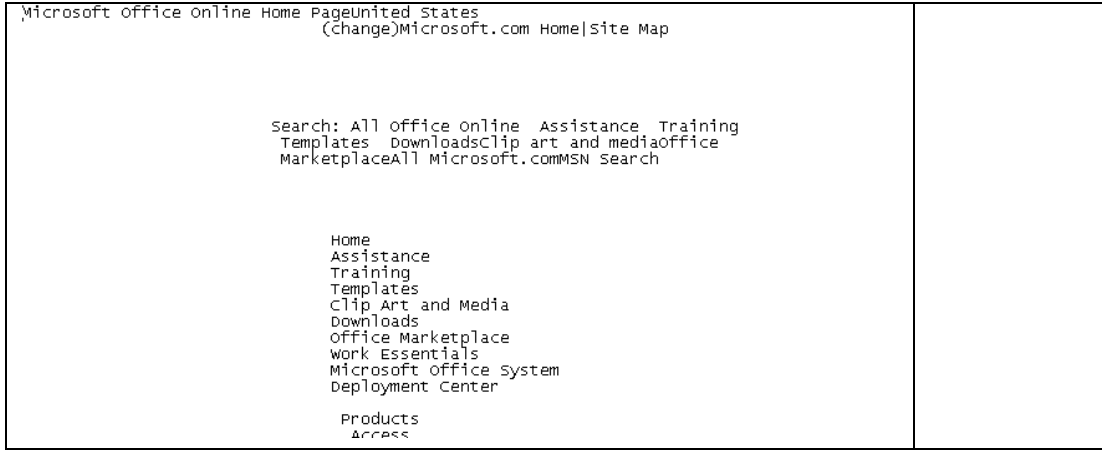 Microsoft Office Online Home PageUnited States
(change)Microsoft.com Home|Site Map
Search: All Office Online Assistance Training
Templates DownloadsClip art and mediaOffice
MarketplaceAll Microsoft.comMSN Search
Home
Assistance
Training
Templates
Clip Art and Media
Downloads
Office Marketplace
Work Essentials
Microsoft Office System
Deployment Center
Products
Access